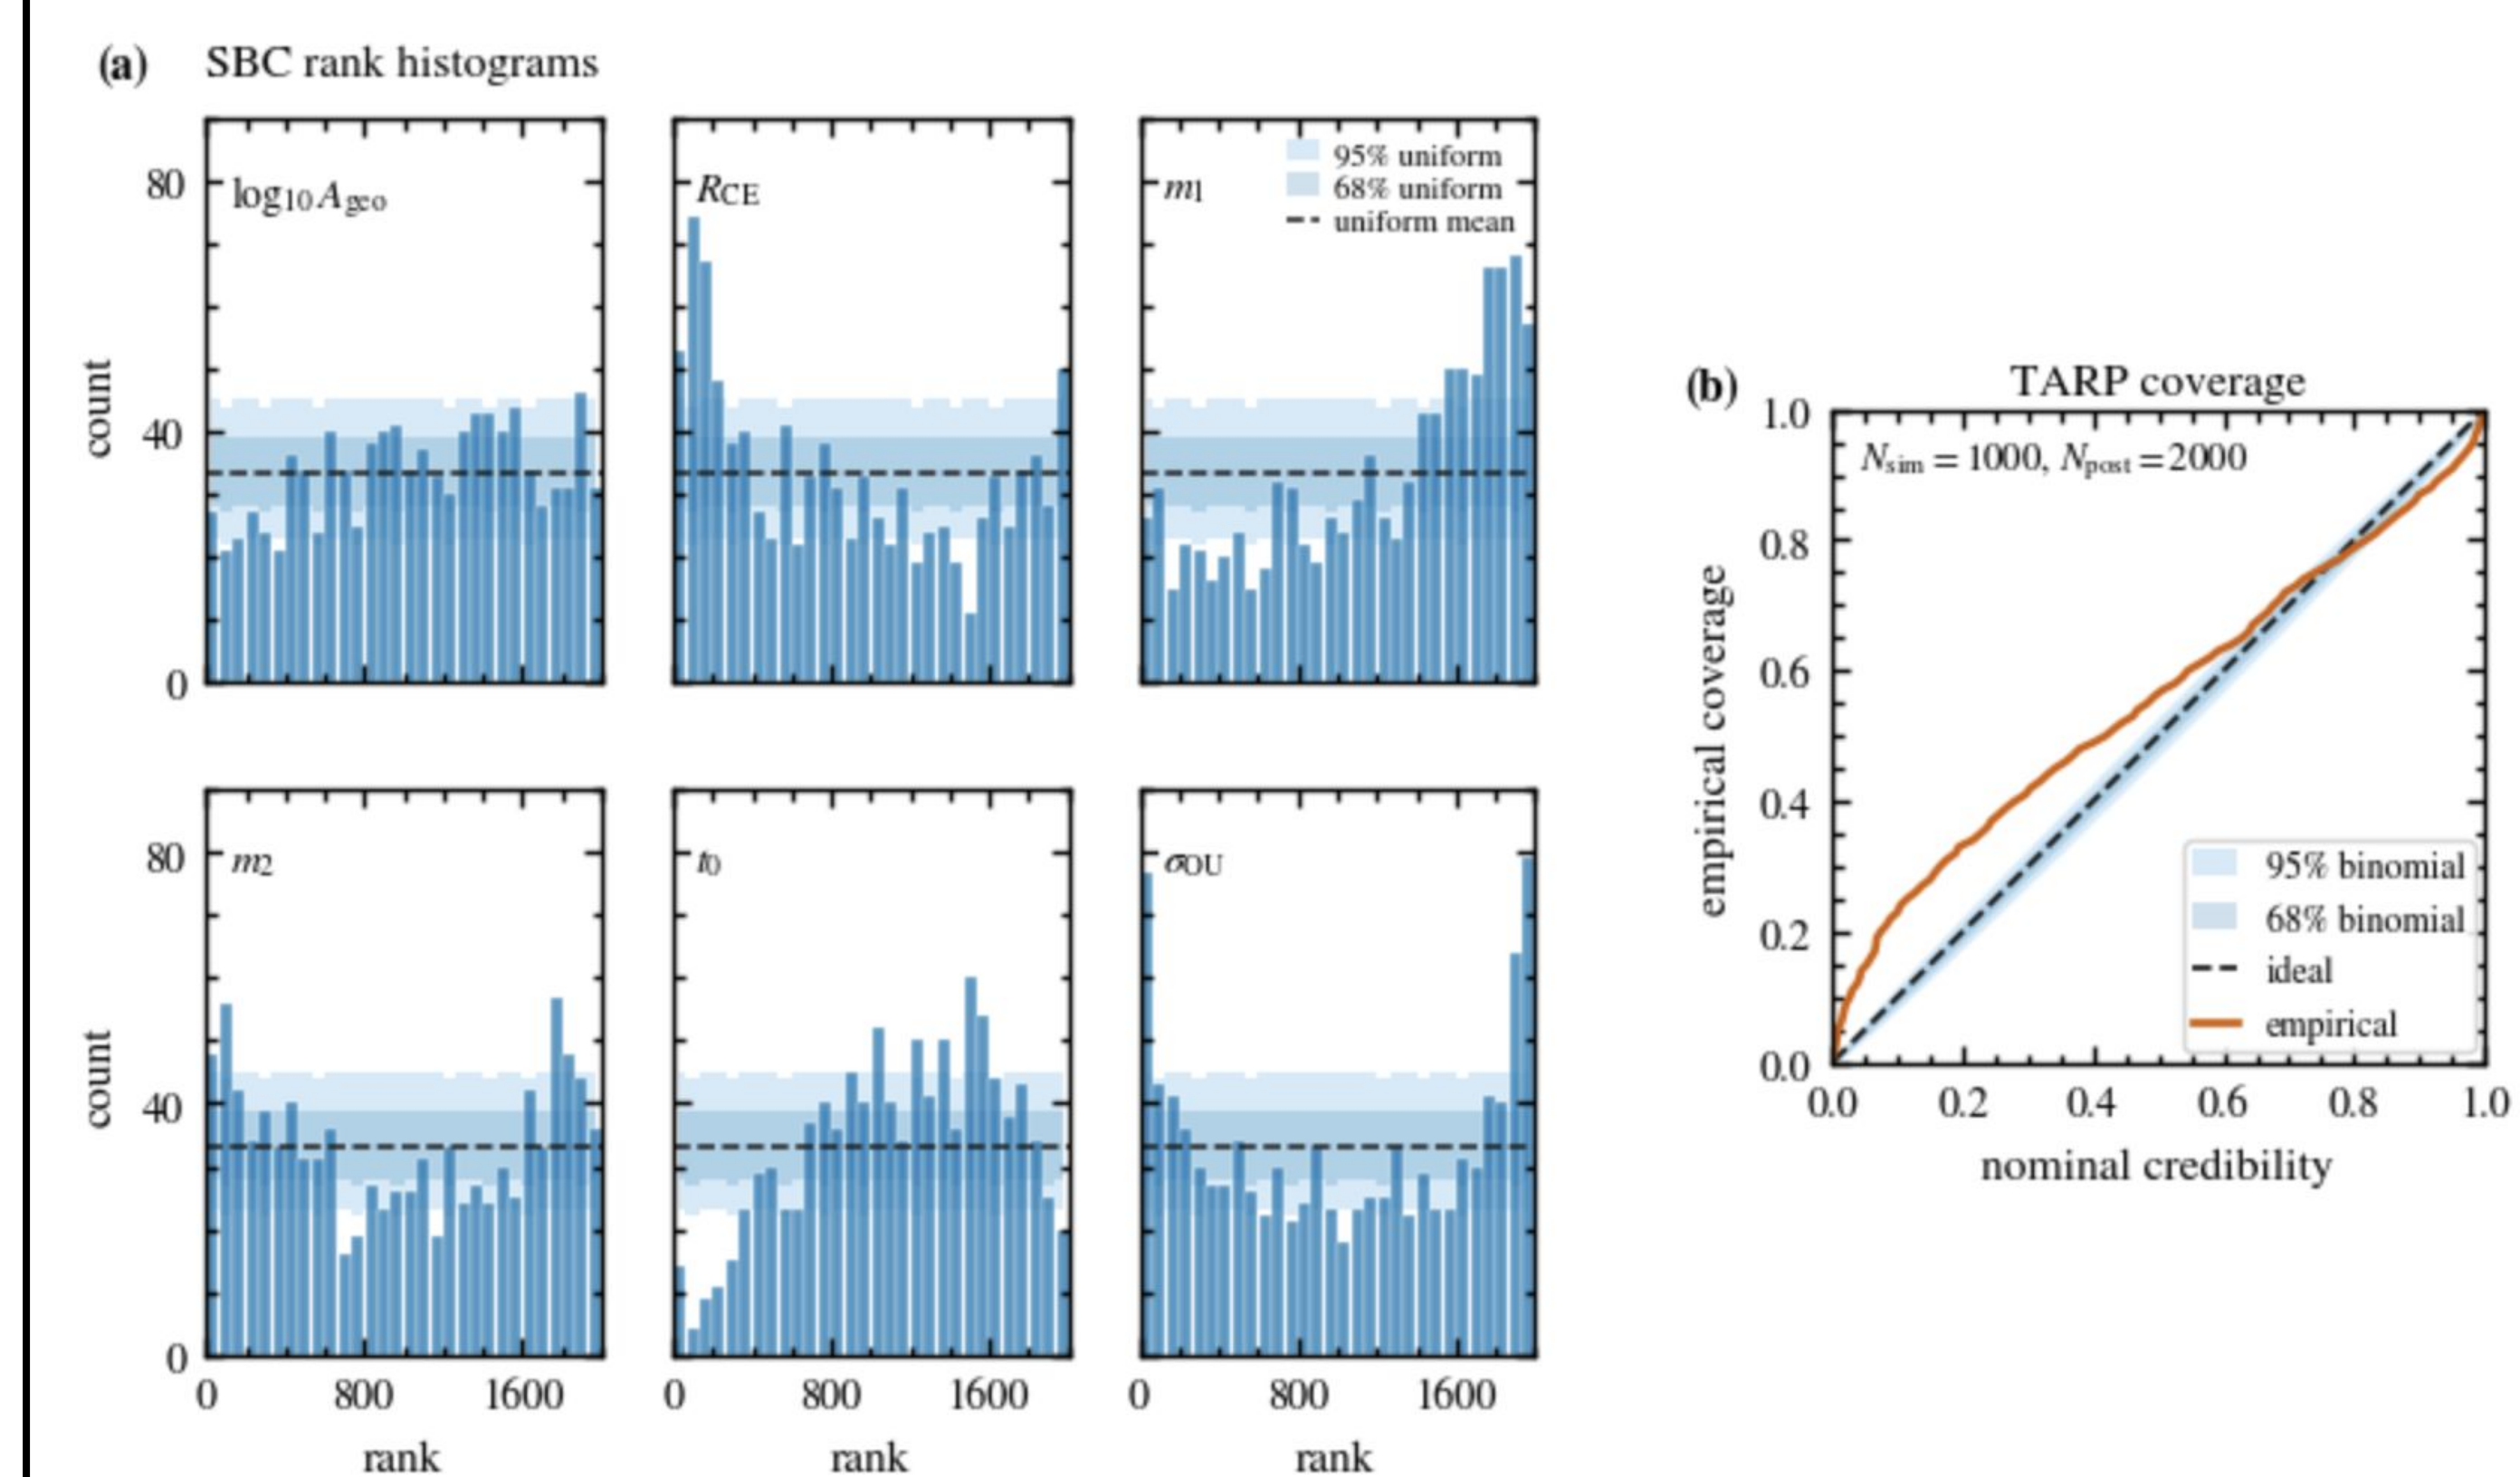 (a) SBC rank histograms
80
40
0
count
log10 Ageo
RCE
m1
95% uniform
68% uniform
uniform mean
80
40
0
count
m2
t0
σOU
0 800 1600
0 800 1600
0 800 1600
rank
rank
rank
(b) TARP coverage
Nsim = 1000, Npost = 2000
1.0
0.8
0.6
0.4
0.2
0.0
empirical coverage
95% binomial
68% binomial
ideal
empirical
0.0 0.2 0.4 0.6 0.8 1.0
nominal credibility